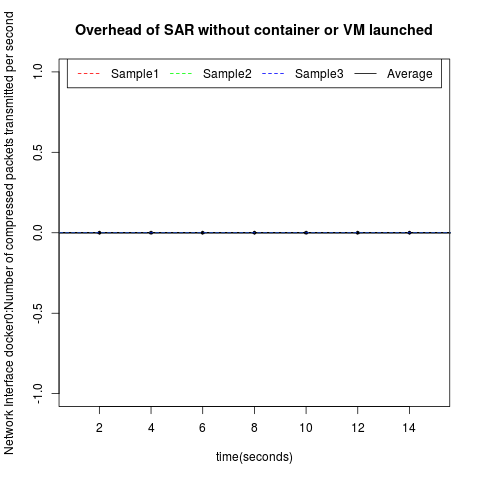 Overhead of SAR without container or VM launched
Sample1 Sample2 Sample3 Average
Network Interface docker0:Number of compressed packets transmitted per second
1.0
0.5
0.0
-0.5
-1.0
2 4 6 8 10 12 14
time(seconds)